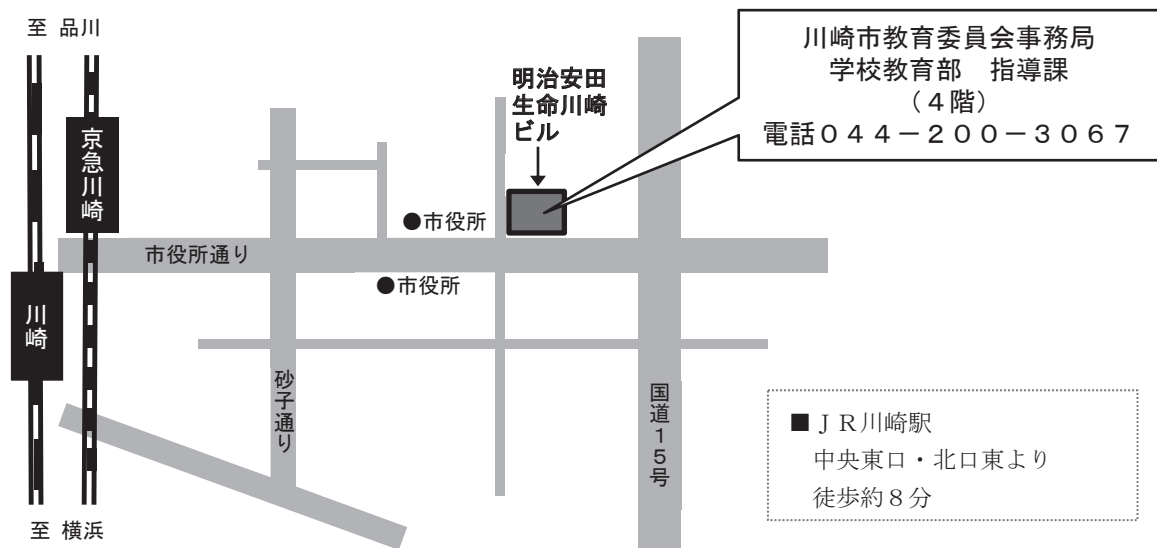 至 品川
川崎市教育委員会事務局
学校教育部　指導課
（４階）
電話０４４－２００－３０６７
明治安田
生命川崎
ビル
京急川崎
●市役所
市役所通り
●市役所
川崎
砂子通り
国道１５号
■ＪＲ川崎駅
中央東口・北口東より
徒歩約８分
至 横浜